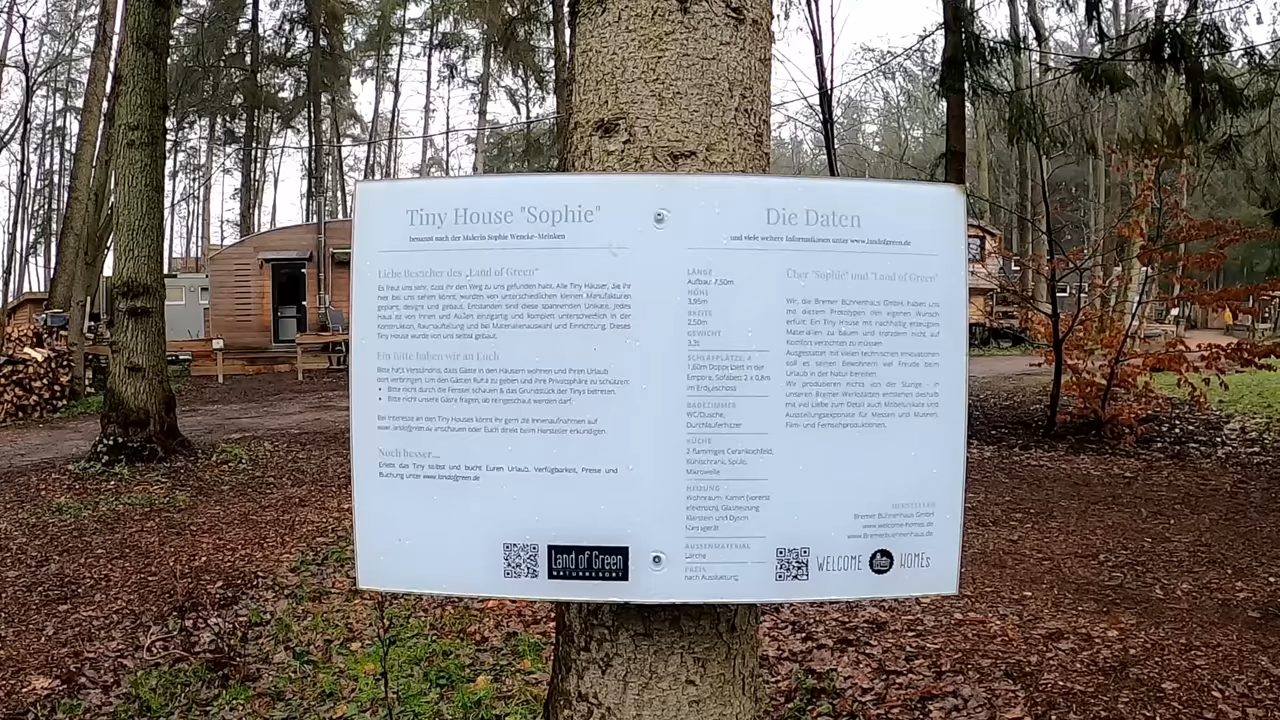 Tiny House "Sophie"
benannt nach der Malerin Sophie Wencke-Meinken
Liebe Besucher des „Land of Green“
Es freut uns sehr, dass ihr den Weg zu uns gefunden habt. Alle Tiny Häuser, die ihr
hier bei uns sehen könnt, wurden von unterschiedlichen kleinen Manufakturen
geplant, designt und gebaut. Entstanden sind diese spannenden Unikate. Jedes
Haus ist von Innen und Außen einzigartig und komplett unterschiedlich in der
Konstruktion, Raumaufteilung und bei Materialenauswahl und Einrichtung. Dieses
Tiny House wurde von uns selbst gebaut.
Ein Bitte haben wir an Euch
Bitte habt Verständnis, dass Gäste in den Häusern wohnen und ihren Urlaub
dort verbringen. Um den Gästen Ruhe zu geben und ihre Privatsphäre zu schützen:
• Bitte nicht durch die Fenster schauen & das Grundstück der Tinys betreten.
• Bitte nicht unsere Gäste fragen, ob reingeschaut werden darf.
Bei Interesse an den Tiny Houses könnt ihr gern die Innenaufnahmen auf
www.landofgreen.de anschauen oder Euch direkt beim Hersteller erkundigen.
Noch besser....
Erlebt das Tiny selbst und bucht Euren Urlaub. Verfügbarkeit, Preise und
Buchung unter www.landofgreen.de
Land of Green
NATURRESORT
Die Daten
und viele weitere Informationen unter www.landofgreen.de
LÄNGE
Aufbau: 7,50m
HÖHE
3,95m
BREITE
2,50m
GEWICHT
3,5t
SCHLAFPLÄTZE: 4
1,60m Doppelbett in der
Empore, Sofabett 2 x 0,8m
im Erdgeschoss
BADEZIMMER
WC/Dusche,
Durchlauferhitzer
KÜCHE
2-flammiges Cerankochfeld,
Kühlschrank, Spüle,
Mikrowelle
HEIZUNG
Wohnraum: Kamin (vorerst
elektrisch), Glasheizung
Klarstein und Dyson
AUSSENMATERIAL
Lärche
PREIS
nach Ausstattung
Über "Sophie" und "Land of Green"
Wir, die Bremer Bühnenhaus GmbH, haben uns
mit diesem Prototypen den eigenen Wunsch
erfüllt: Ein Tiny House mit nachhaltig erzeugten
Materialien zu bauen und trotzdem nicht auf
Komfort verzichten zu müssen.
Ausgestattet mit vielen technischen Innovationen
soll es seinen Bewohnern viel Freude beim
Urlaub in der Natur bereiten.
Wir produzieren nichts von der Stange - in
unseren Bremer Werkstätten entstehen deshalb
mit viel Liebe zum Detail auch Möbelunikate und
Ausstellungsexponate für Messen und Museen,
Film- und Fernsehproduktionen.
HERSTELLER
Bremer Bühnenhaus GmbH
www.welcome-homes.de
www.Bremerbuehnenhaus.de
WELCOME HOMEs